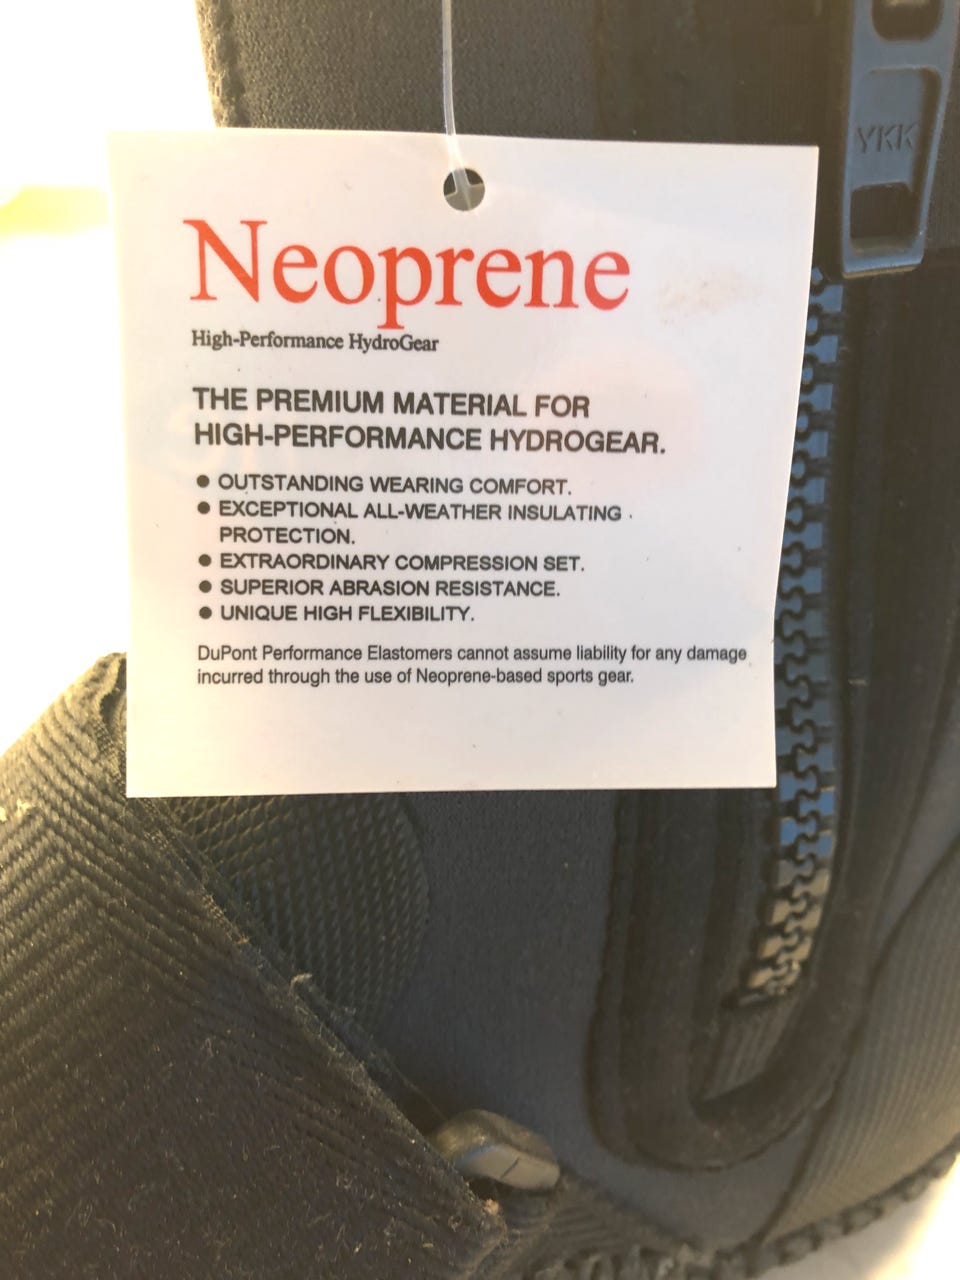 YKK
Neoprene
High-Performance HydroGear
THE PREMIUM MATERIAL FOR
HIGH-PERFORMANCE HYDROGEAR.
● OUTSTANDING WEARING COMFORT.
● EXCEPTIONAL ALL-WEATHER INSULATING
PROTECTION.
● EXTRAORDINARY COMPRESSION SET.
● SUPERIOR ABRASION RESISTANCE.
● UNIQUE HIGH FLEXIBILITY.
DuPont Performance Elastomers cannot assume liability for any damage
incurred through the use of Neoprene-based sports gear.